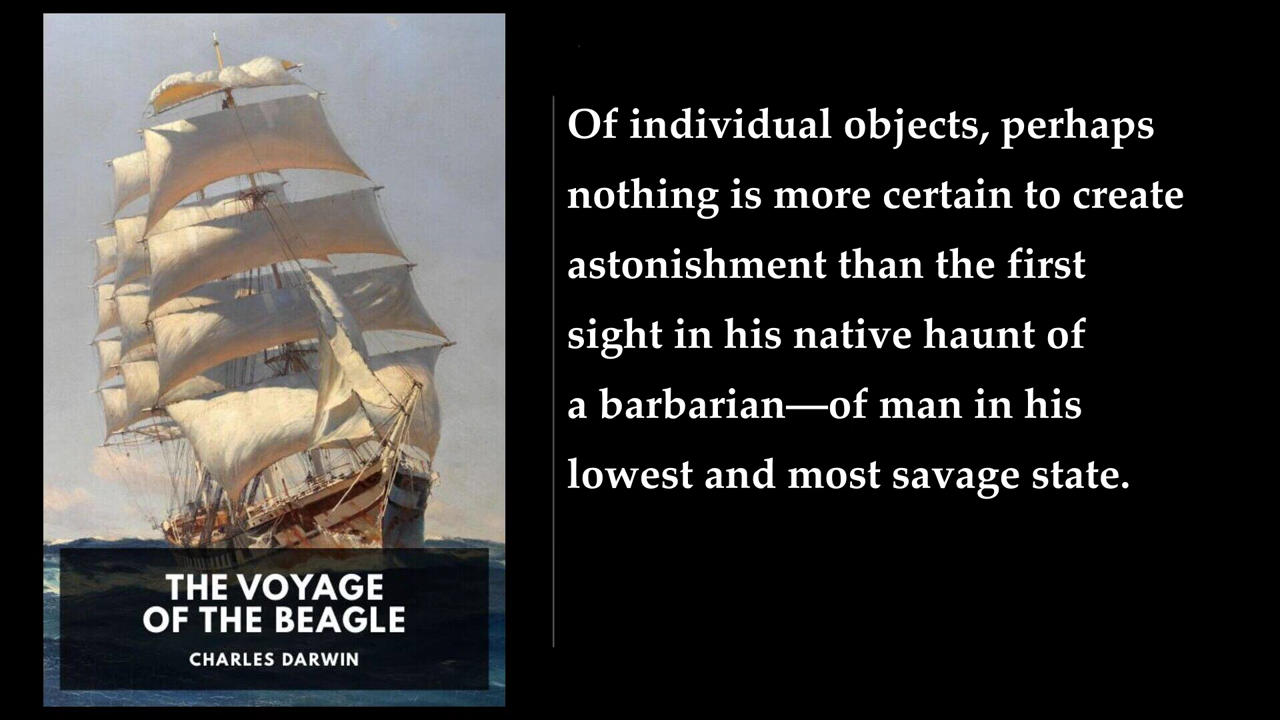 THE VOYAGE
OF THE BEAGLE
CHARLES DARWIN
Of individual objects, perhaps
nothing is more certain to create
astonishment than the first
sight in his native haunt of
a barbarian—of man in his
lowest and most savage state.